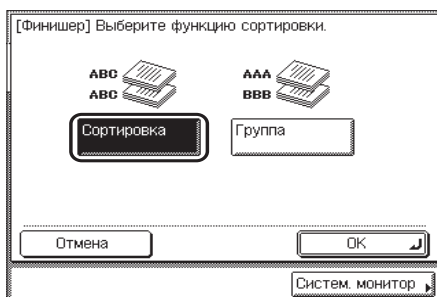 [Финишер] Выберите функцию сортировки.
ABC
ABC
AAA
BBB
Сортировка
Группа
Отмена
OK
Систем. монитор